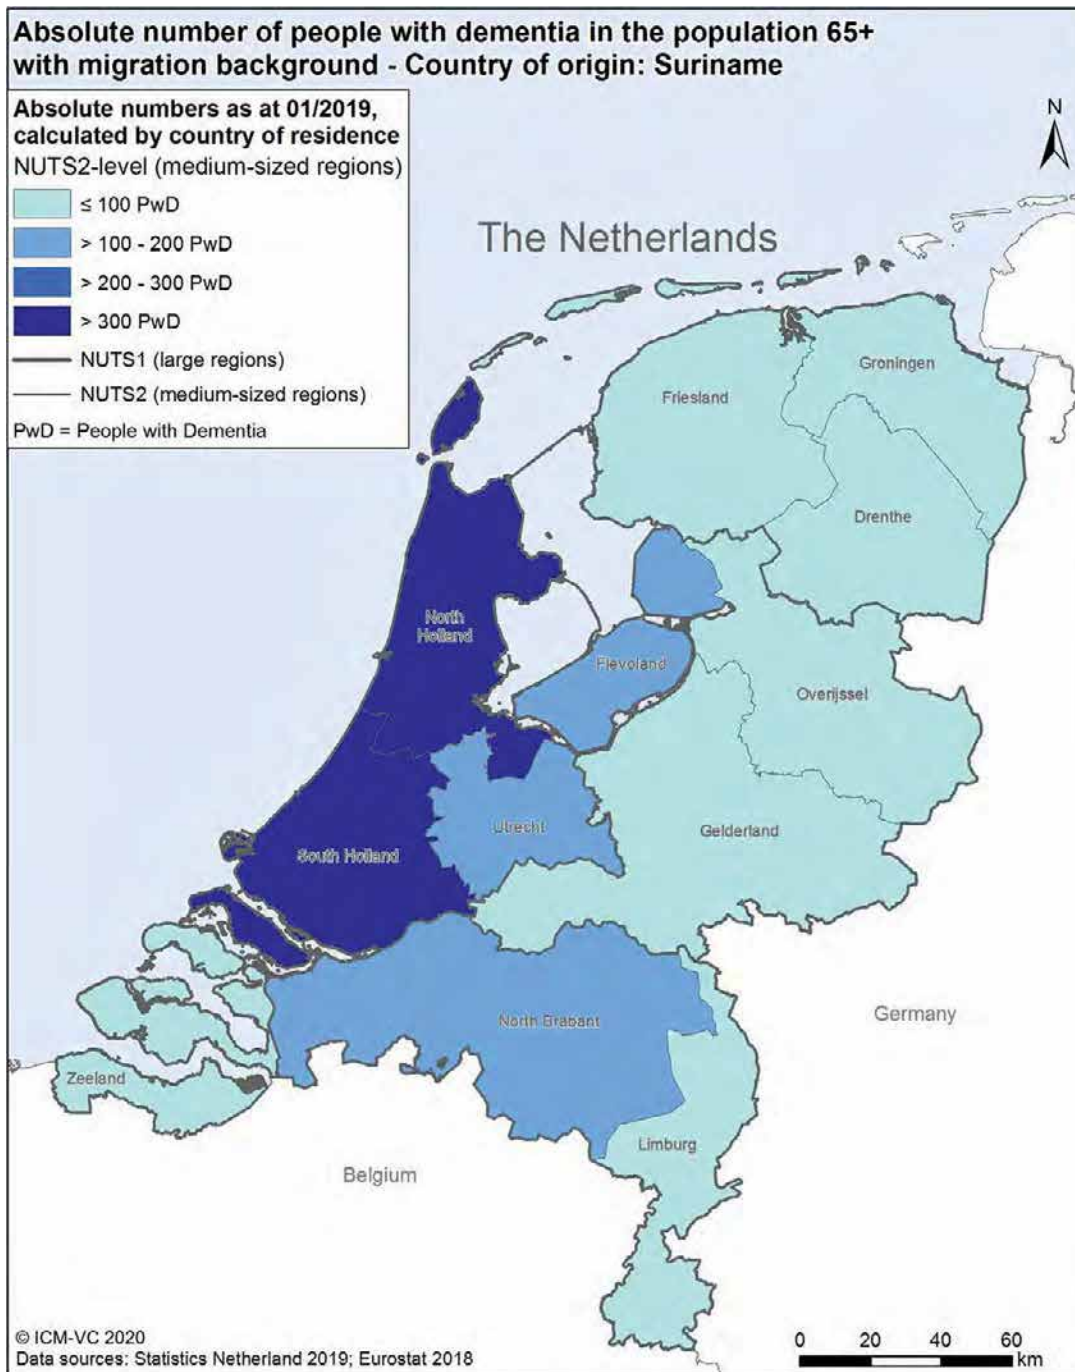 Absolute number of people with dementia in the population 65+
with migration background - Country of origin: Suriname
Absolute numbers as at 01/2019,
calculated by country of residence
NUTS2-level (medium-sized regions)
≤ 100 PwD
> 100 - 200 PwD
> 200 - 300 PwD
> 300 PwD
NUTS1 (large regions)
NUTS2 (medium-sized regions)
PwD = People with Dementia
N
The Netherlands
Groningen
Friesland
Drenthe
North
Holland
Flevoland
Overijssel
Utrecht
Gelderland
South Holland
North Brabant
Germany
Zeeland
Limburg
Belgium
© ICM-VC 2020
Data sources: Statistics Netherland 2019; Eurostat 2018
0 20 40 60
km